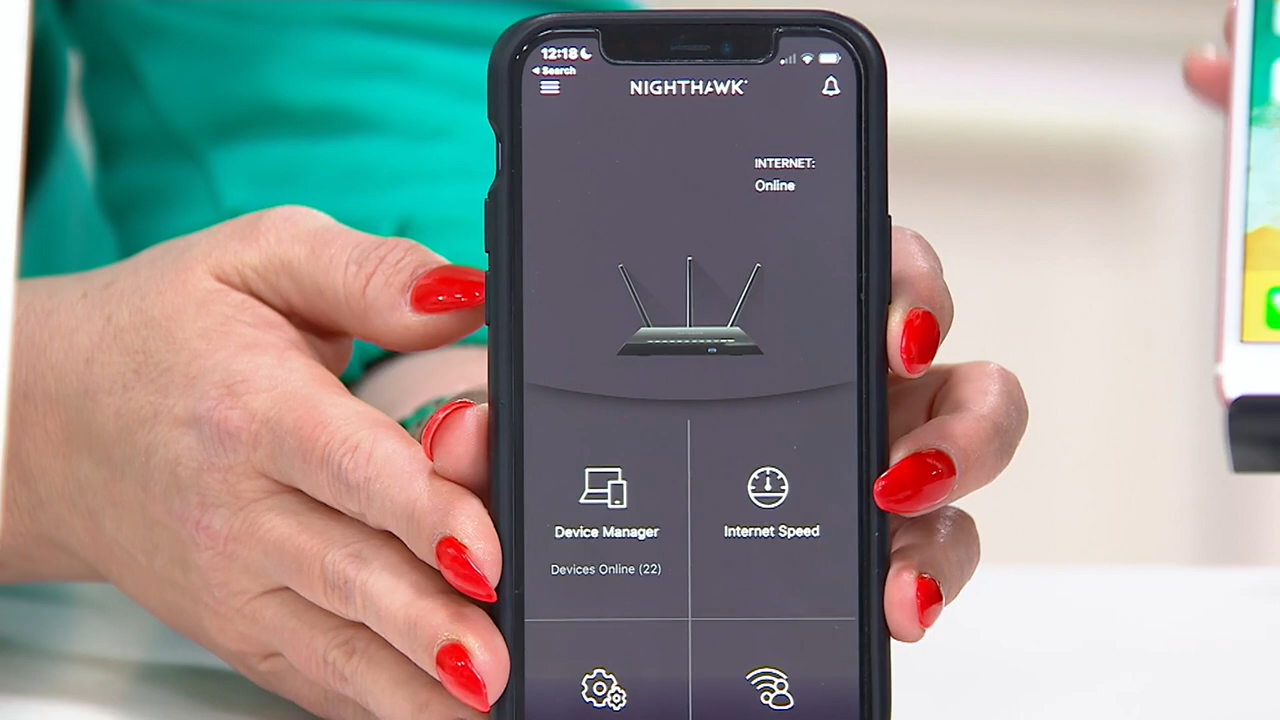 12:18
Search
NIGHTHAWK
INTERNET:
Online
Device Manager
Internet Speed
Devices Online (22)